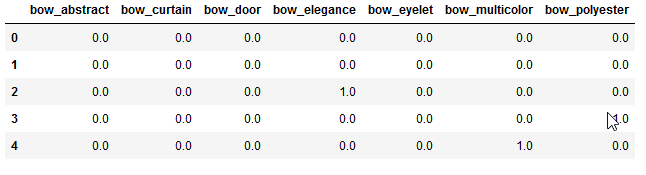 bow_abstract bow_curtain bow_door bow_elegance bow_eyelet bow_multicolor bow_polyester
0 0.0 0.0 0.0 0.0 0.0 0.0 0.0
1 0.0 0.0 0.0 0.0 0.0 0.0 0.0
2 0.0 0.0 0.0 1.0 0.0 0.0 0.0
3 0.0 0.0 0.0 0.0 0.0 0.0 1.0
4 0.0 0.0 0.0 0.0 0.0 1.0 0.0